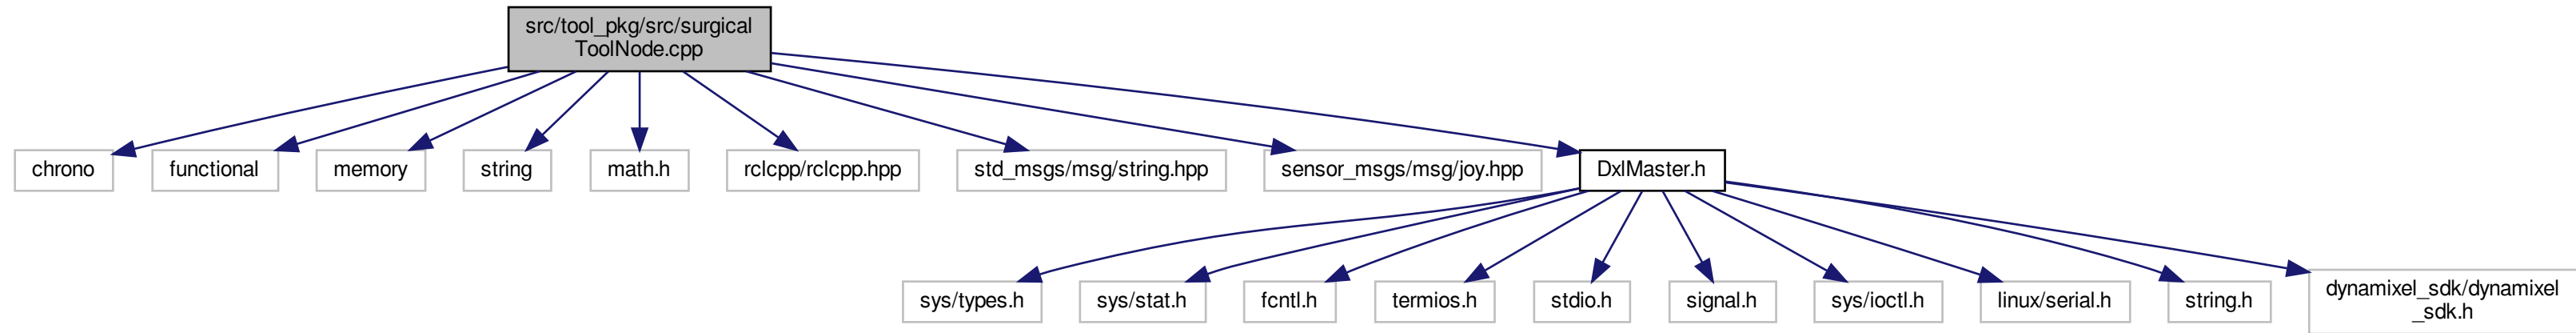 src/tool_pkg/src/surgical
ToolNode.cpp
chrono
functional
memory
string
math.h
rclcpp/rclcpp.hpp
std_msgs/msg/string.hpp
sensor_msgs/msg/joy.hpp
DxlMaster.h
sys/types.h
sys/stat.h
fcntl.h
termios.h
stdio.h
signal.h
sys/ioctl.h
linux/serial.h
string.h
dynamixel_sdk/dynamixel
_sdk.h